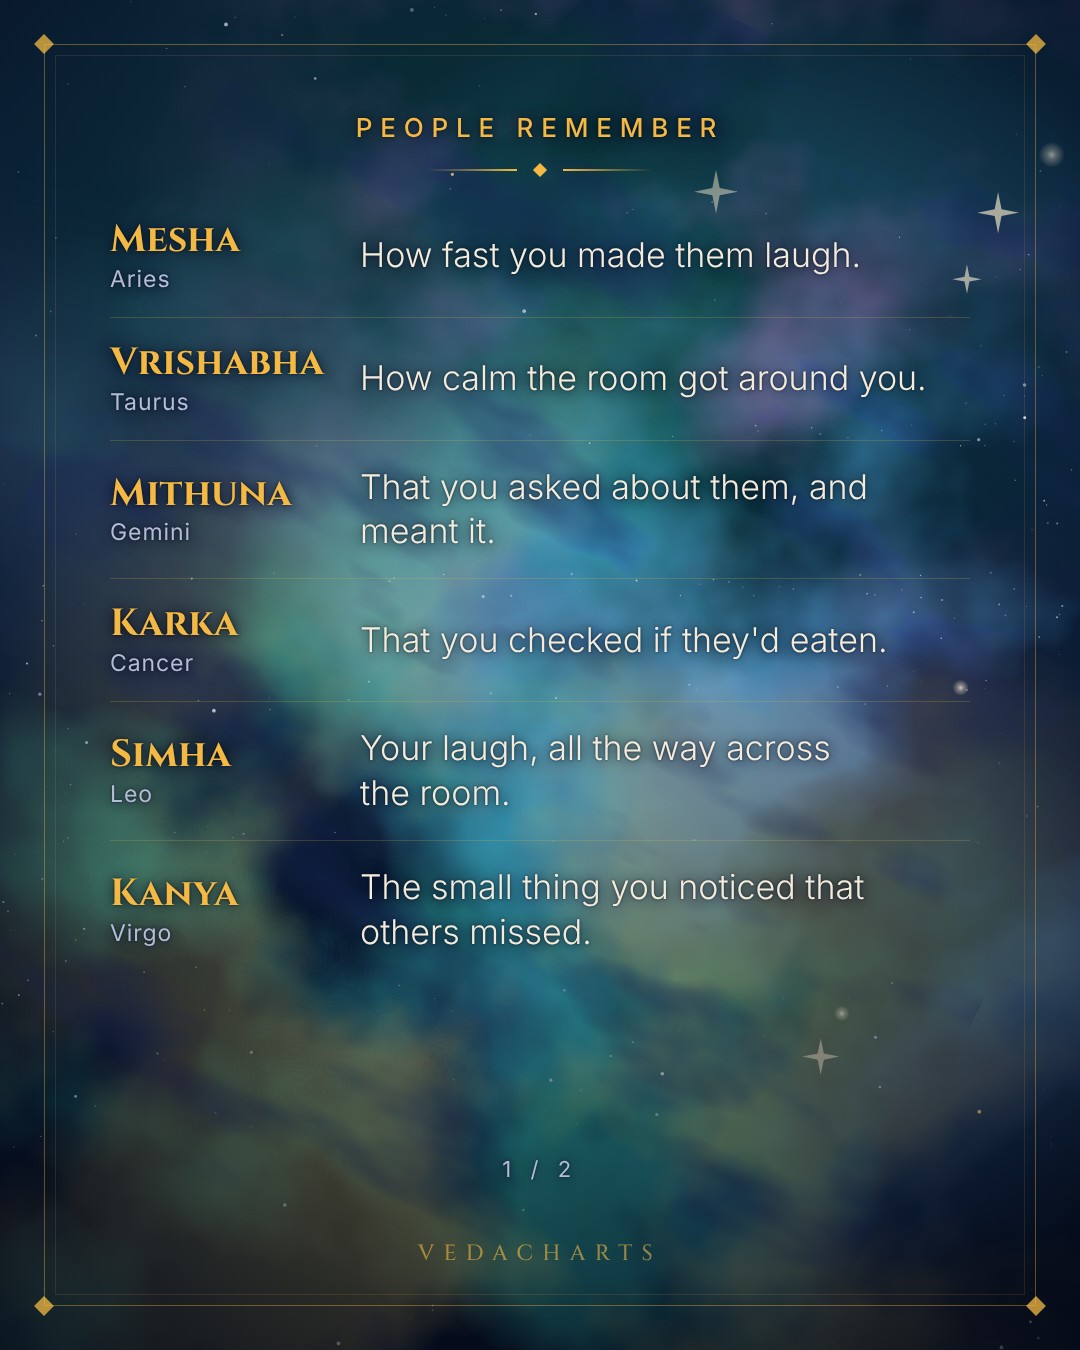 PEOPLE REMEMBER
MESHA
Aries
How fast you made them laugh.
VRISHABHA
Taurus
How calm the room got around you.
MITHUNA
Gemini
That you asked about them, and
meant it.
KARKA
Cancer
That you checked if they'd eaten.
SIMHA
Leo
Your laugh, all the way across
the room.
KANYA
Virgo
The small thing you noticed that
others missed.
1 / 2
VEDACHARTS